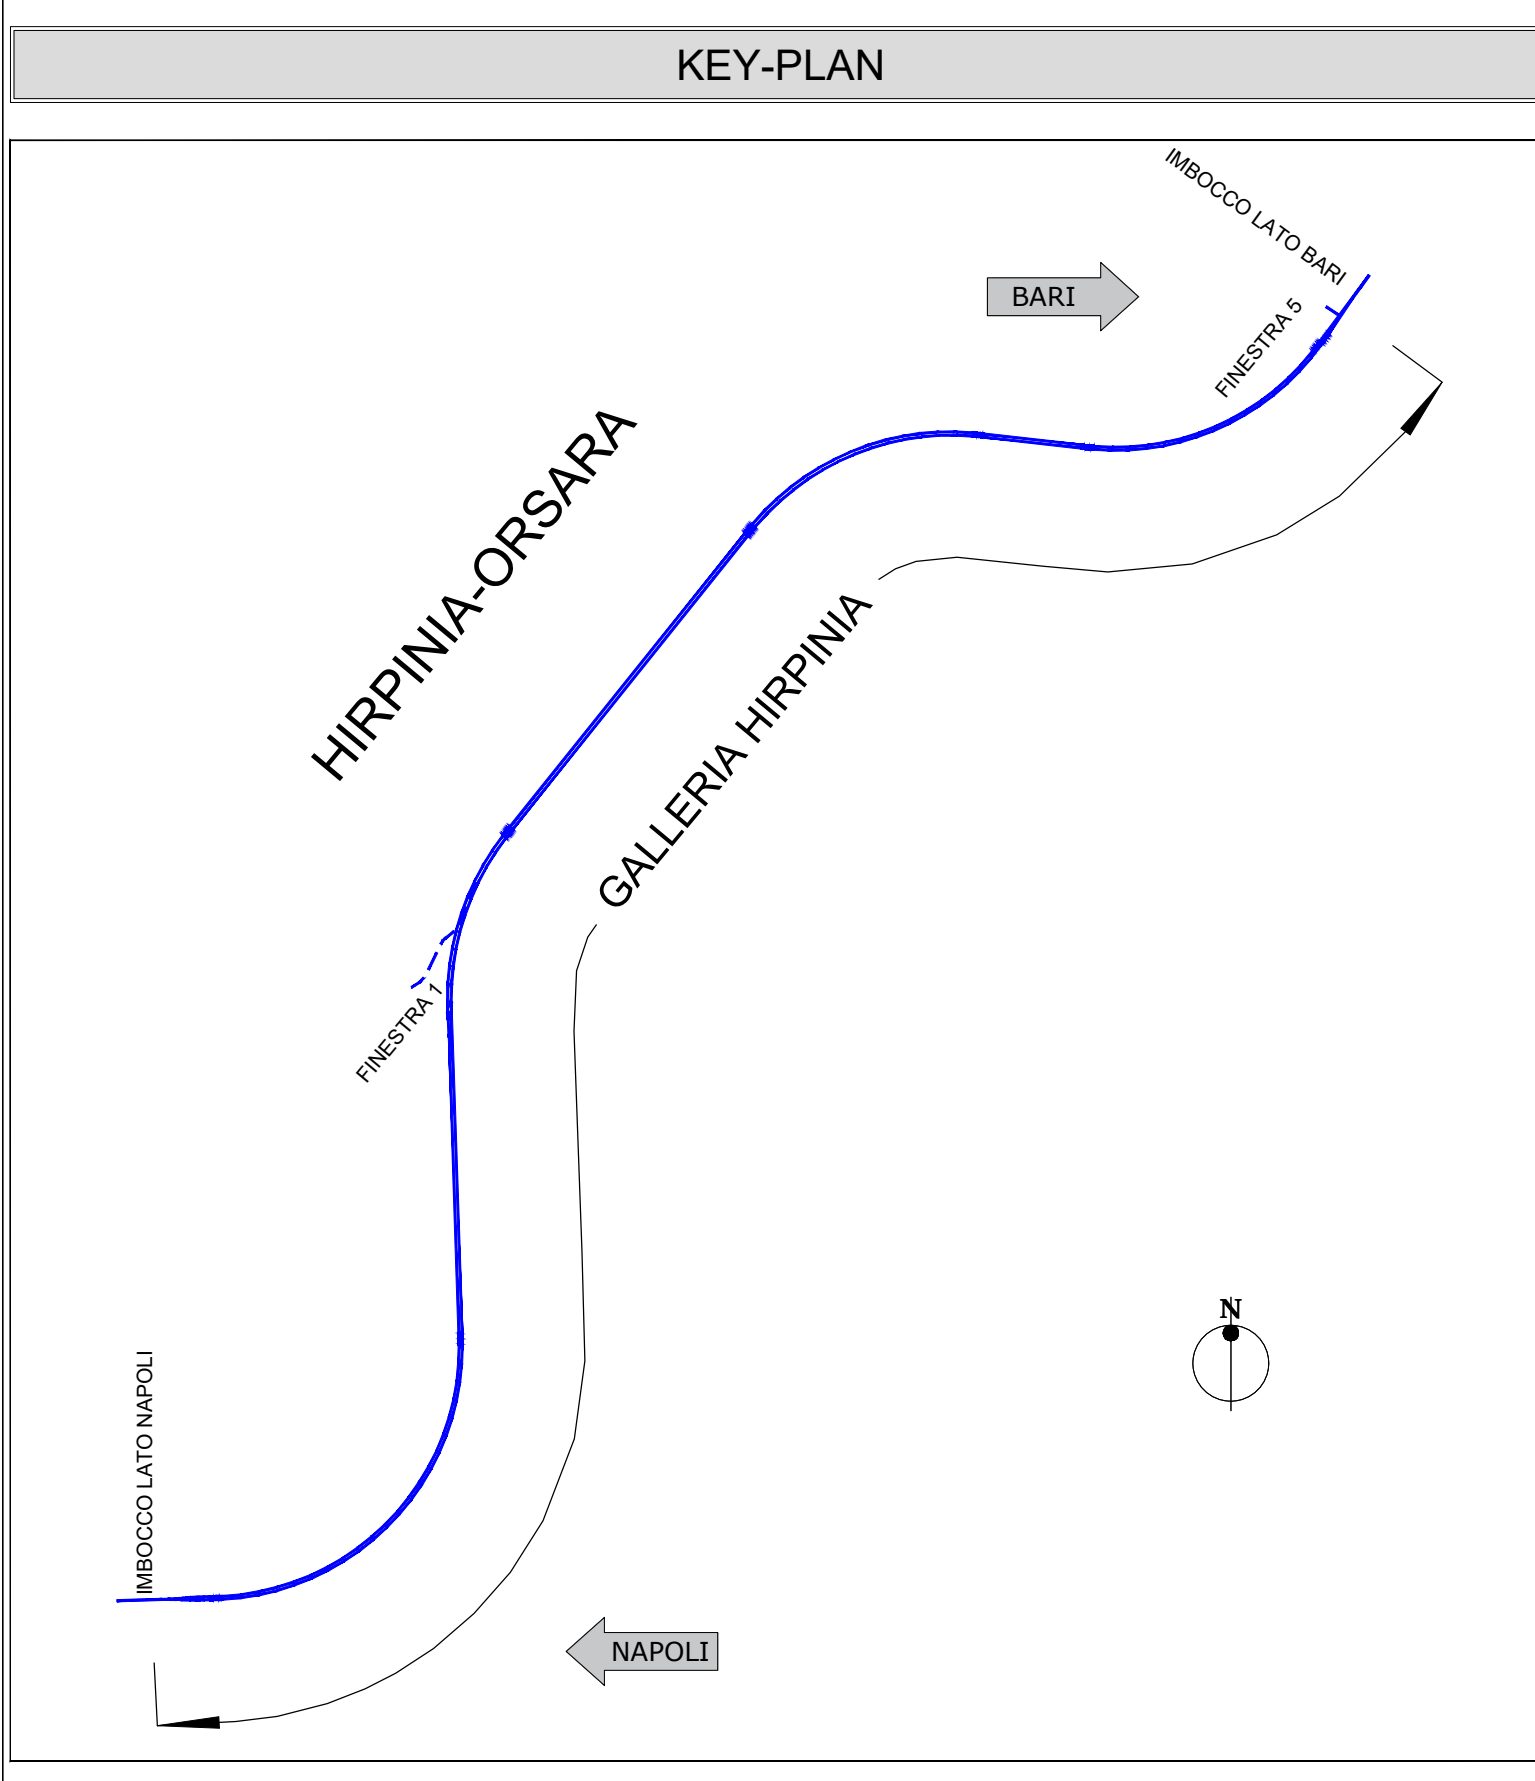 KEY-PLAN
IMBOCCO LATO BARI
BARI
FINESTRA 5
HIRPINIA-ORSARA
GALLERIA HIRPINIA
FINESTRA 1
N
IMBOCCO LATO NAPOLI
NAPOLI